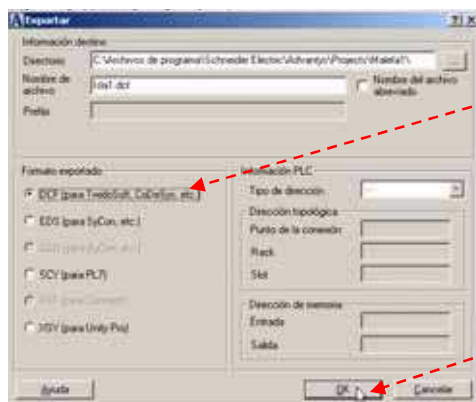 Exportar
Información destino
Directorio C:\Archivos de programa\Schneider Electric\Advantys\Projects\Maleta1\
Nombre de archivo Isla1.dcf
Nombre del archivo abreviado
Prefijo
Formato exportado
DCF (para TwidoSoft, CoDeSys, etc.)
EDS (para SyCon, etc.)
SCY (para PL7)
XSY (para Unity Pro)
Información PLC
Tipo de dirección
Dirección topológica
Punto de la conexión
Rack
Slot
Dirección de memoria
Entrada
Salida
Ayuda
OK
Cancelar